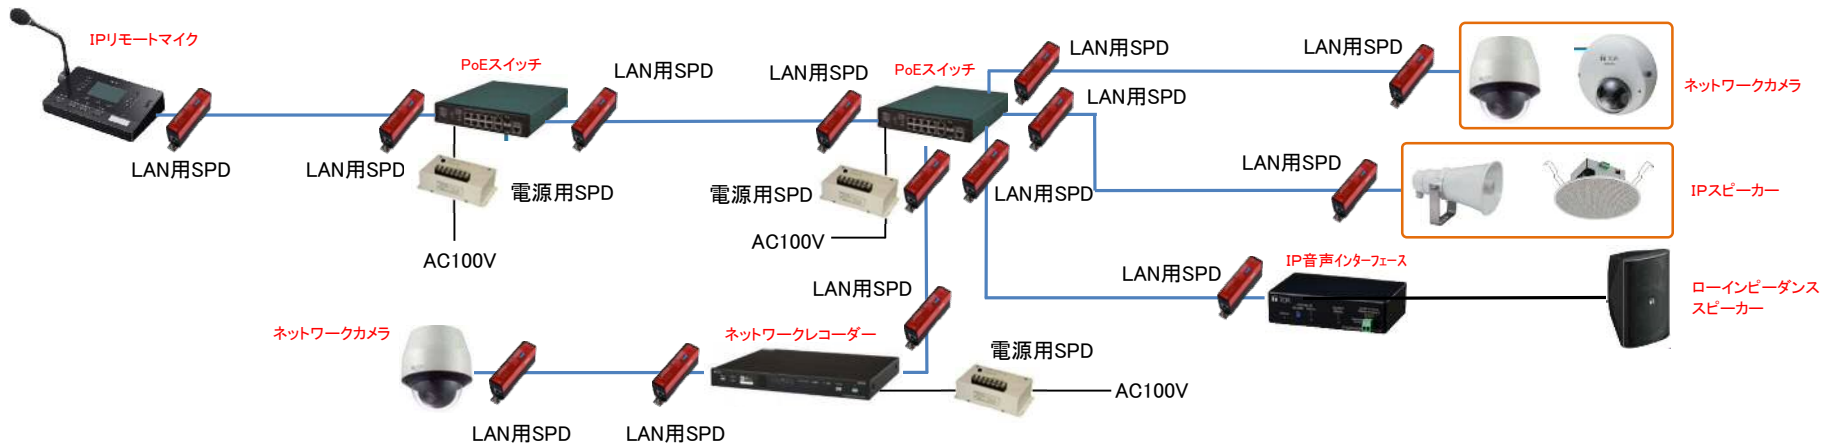 IPリモートマイク
LAN用SPD
LAN用SPD
PoEスイッチ
LAN用SPD
電源用SPD
AC100V
LAN用SPD
PoEスイッチ
LAN用SPD
LAN用SPD
ネットワークカメラ
LAN用SPD
LAN用SPD
IPスピーカー
LAN用SPD
電源用SPD
AC100V
LAN用SPD
IP音声インターフェース
ローインピーダンス
スピーカー
LAN用SPD
ネットワークカメラ
ネットワークレコーダー
電源用SPD
AC100V
LAN用SPD
LAN用SPD